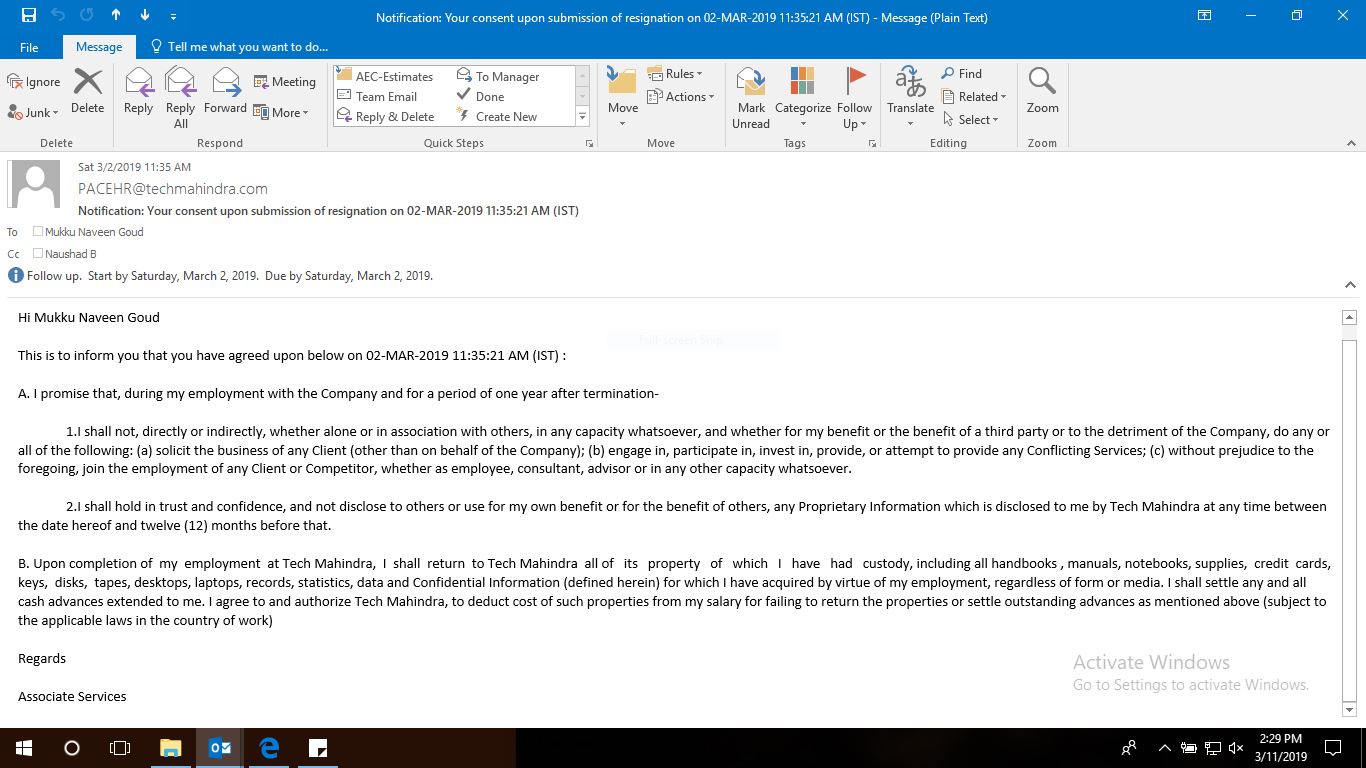 Notification: Your consent upon submission of resignation on 02-MAR-2019 11:35:21 AM (IST) - Message (Plain Text)
File Message Tell me what you want to do...
Ignore
Junk
Delete
Reply
Reply All
Forward
Meeting
More
AEC-Estimates To Manager
Team Email Done
Reply & Delete Create New
Move
Rules
Actions
Mark Unread
Categorize
Follow Up
Translate
Find
Related
Select
Zoom
Delete Respond Quick Steps Move Tags Editing Zoom
Sat 3/2/2019 11:35 AM
PACEHR@techmahindra.com
Notification: Your consent upon submission of resignation on 02-MAR-2019 11:35:21 AM (IST)
To Mukku Naveen Goud
Cc Naushad B
Follow up. Start by Saturday, March 2, 2019. Due by Saturday, March 2, 2019.
Hi Mukku Naveen Goud
Full-screen Snip
This is to inform you that you have agreed upon below on 02-MAR-2019 11:35:21 AM (IST) :
A. I promise that, during my employment with the Company and for a period of one year after termination-
1.I shall not, directly or indirectly, whether alone or in association with others, in any capacity whatsoever, and whether for my benefit or the benefit of a third party or to the detriment of the Company, do any or
all of the following: (a) solicit the business of any Client (other than on behalf of the Company); (b) engage in, participate in, invest in, provide, or attempt to provide any Conflicting Services; (c) without prejudice to the
foregoing, join the employment of any Client or Competitor, whether as employee, consultant, advisor or in any other capacity whatsoever.
2.I shall hold in trust and confidence, and not disclose to others or use for my own benefit or for the benefit of others, any Proprietary Information which is disclosed to me by Tech Mahindra at any time between
the date hereof and twelve (12) months before that.
B. Upon completion of my employment at Tech Mahindra, I shall return to Tech Mahindra all of its property of which I have had custody, including all handbooks , manuals, notebooks, supplies, credit cards,
keys, disks, tapes, desktops, laptops, records, statistics, data and Confidential Information (defined herein) for which I have acquired by virtue of my employment, regardless of form or media. I shall settle any and all
cash advances extended to me. I agree to and authorize Tech Mahindra, to deduct cost of such properties from my salary for failing to return the properties or settle outstanding advances as mentioned above (subject to
the applicable laws in the country of work)
Regards
Associate Services
Activate Windows
Go to Settings to activate Windows.
2:29 PM
3/11/2019